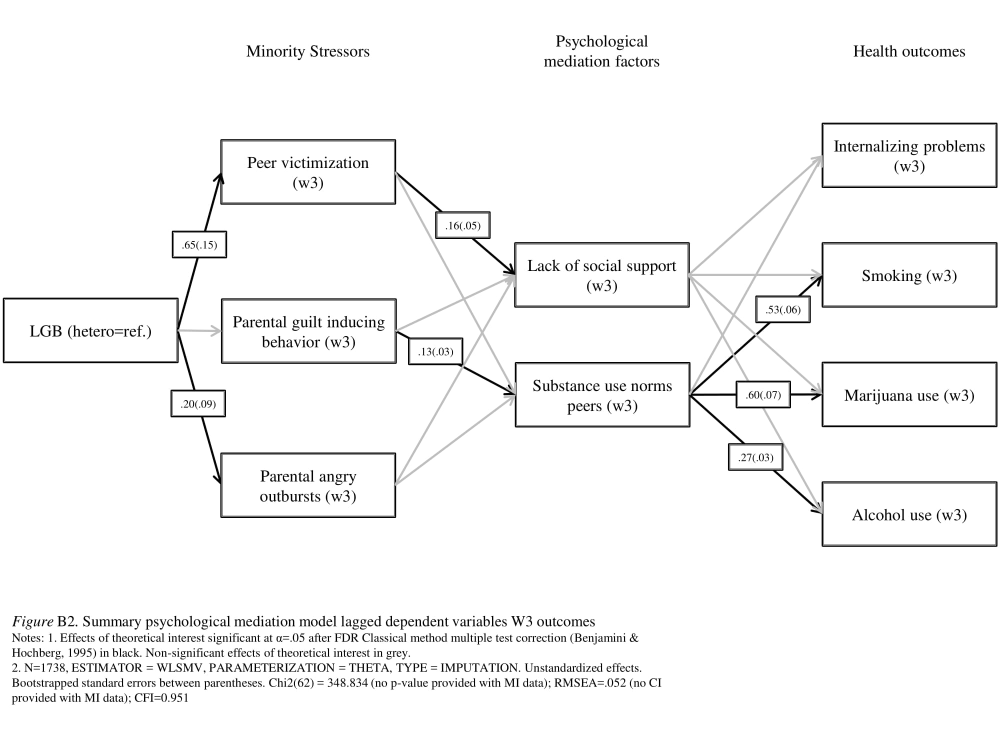 Minority Stressors
Psychological
mediation factors
Health outcomes
Peer victimization
(w3)
Internalizing problems
(w3)
.16(.05)
.65(.15)
Lack of social support
(w3)
Smoking (w3)
.53(.06)
LGB (hetero=ref.)
Parental guilt inducing
behavior (w3)
.13(.03)
.20(.09)
Substance use norms
peers (w3)
.60(.07)
Marijuana use (w3)
.27(.03)
Parental angry
outbursts (w3)
Alcohol use (w3)
Figure B2. Summary psychological mediation model lagged dependent variables W3 outcomes
Notes: 1. Effects of theoretical interest significant at α=.05 after FDR Classical method multiple test correction (Benjamini &
Hochberg, 1995) in black. Non-significant effects of theoretical interest in grey.
2. N=1738, ESTIMATOR = WLSMV, PARAMETERIZATION = THETA, TYPE = IMPUTATION. Unstandardized effects.
Bootstrapped standard errors between parentheses. Chi2(62) = 348.834 (no p-value provided with MI data); RMSEA=.052 (no CI
provided with MI data); CFI=0.951